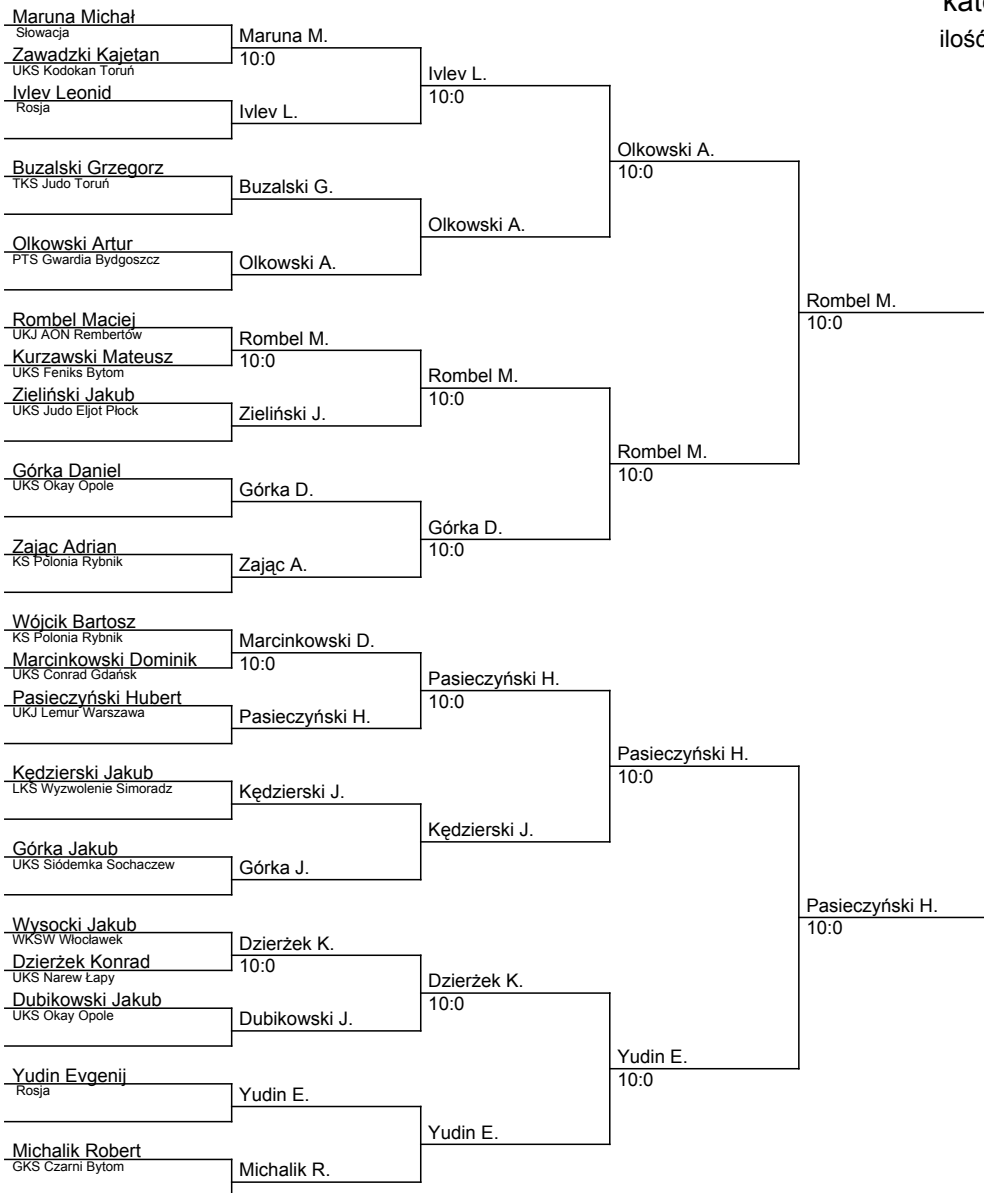 kate
ilość
Maruna Michał
Słowacja
Zawadzki Kajetan
UKS Kodokan Toruń
Ivlev Leonid
Rosja
Buzalski Grzegorz
TKS Judo Toruń
Olkowski Artur
PTS Gwardia Bydgoszcz
Rombel Maciej
UKJ AON Rembertów
Kurzawski Mateusz
UKS Feniks Bytom
Zieliński Jakub
UKS Judo Eljot Płock
Górka Daniel
UKS Okay Opole
Zając Adrian
KS Polonia Rybnik
Wójcik Bartosz
KS Polonia Rybnik
Marcinkowski Dominik
UKS Conrad Gdańsk
Pasieczyński Hubert
UKJ Lemur Warszawa
Kędzierski Jakub
LKS Wyzwolenie Simoradz
Górka Jakub
UKS Siódemka Sochaczew
Wysocki Jakub
WKSW Włocławek
Dzierżek Konrad
UKS Narew Łapy
Dubikowski Jakub
UKS Okay Opole
Yudin Evgenij
Rosja
Michalik Robert
GKS Czarni Bytom
Maruna M.
10:0
Ivlev L.
Buzalski G.
Olkowski A.
Rombel M.
10:0
Zieliński J.
Górka D.
Zając A.
Marcinkowski D.
10:0
Pasieczyński H.
Kędzierski J.
Górka J.
Dzierżek K.
10:0
Dubikowski J.
Yudin E.
Michalik R.
Ivlev L.
10:0
Olkowski A.
Rombel M.
10:0
Górka D.
10:0
Pasieczyński H.
10:0
Kędzierski J.
Dzierżek K.
10:0
Yudin E.
Olkowski A.
10:0
Rombel M.
10:0
Pasieczyński H.
10:0
Yudin E.
10:0
Rombel M.
10:0
Pasieczyński H.
10:0